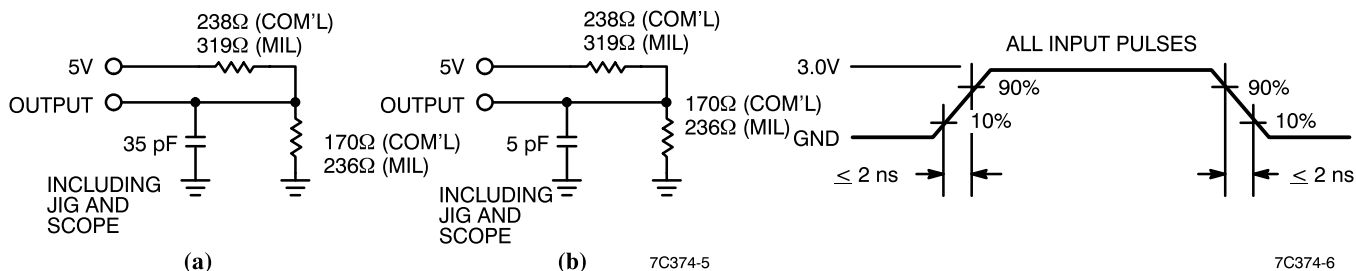 238Ω (COM'L)
319Ω (MIL)
5V
OUTPUT
35 pF
170Ω (COM'L)
236Ω (MIL)
INCLUDING
JIG AND
SCOPE
(a)
238Ω (COM'L)
319Ω (MIL)
5V
OUTPUT
5 pF
170Ω (COM'L)
236Ω (MIL)
INCLUDING
JIG AND
SCOPE
(b)
7C374-5
ALL INPUT PULSES
3.0V
90%
90%
10%
10%
GND
≤ 2 ns
≤ 2 ns
7C374-6